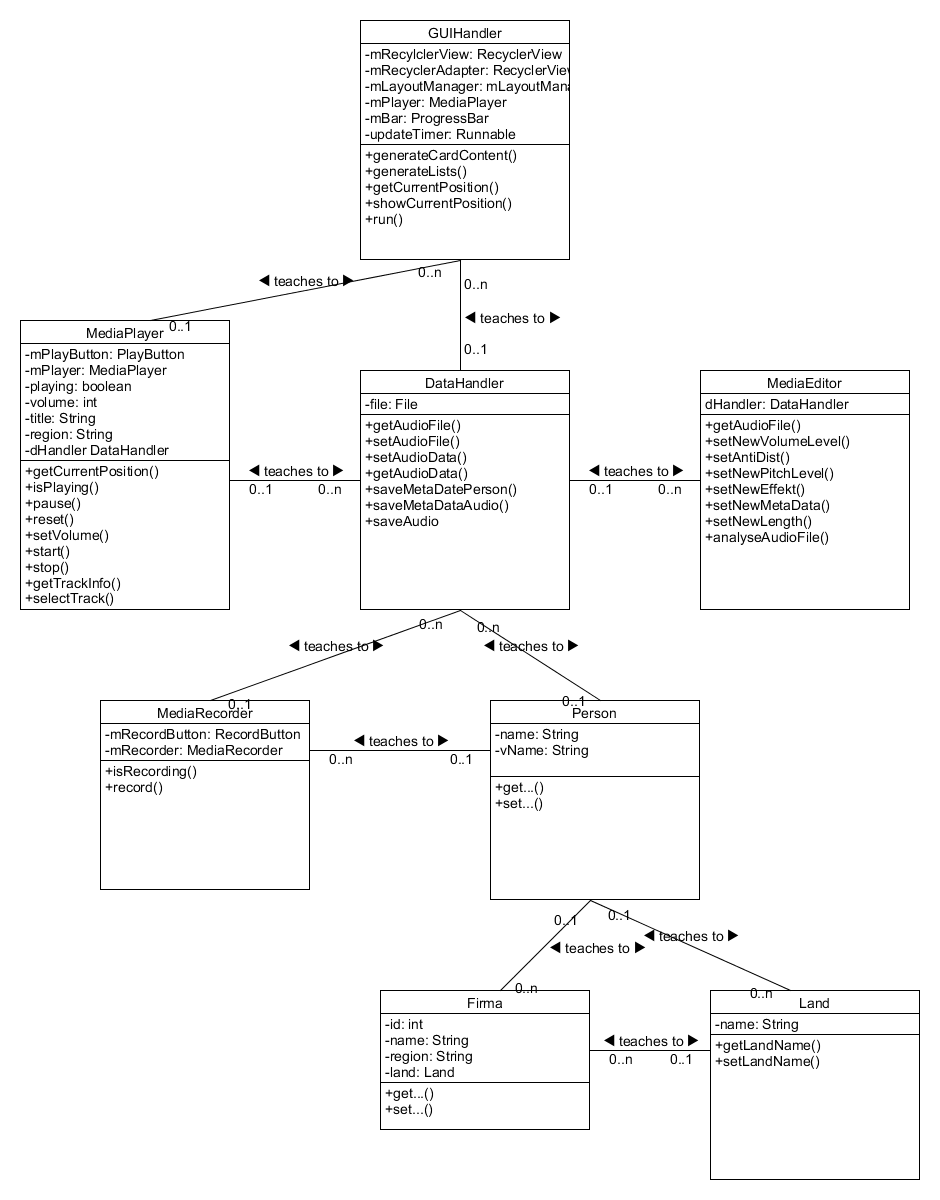 GUIHandler
-mRecylclerView: RecyclerView
-mRecyclerAdapter: RecyclerView
-mLayoutManager: mLayoutMana
-mPlayer: MediaPlayer
-mBar: ProgressBar
-updateTimer: Runnable
+generateCardContent()
+generateLists()
+getCurrentPosition()
+showCurrentPosition()
+run()
◀ teaches to ▶
0..n
0..1
0..n
◀ teaches to ▶
0..1
MediaPlayer
-mPlayButton: PlayButton
-mPlayer: MediaPlayer
-playing: boolean
-volume: int
-title: String
-region: String
-dHandler DataHandler
+getCurrentPosition()
+isPlaying()
+pause()
+reset()
+setVolume()
+start()
+stop()
+getTrackInfo()
+selectTrack()
◀ teaches to ▶
0..1
0..n
DataHandler
-file: File
+getAudioFile()
+setAudioFile()
+setAudioData()
+getAudioData()
+saveMetaDatePerson()
+saveMetaDataAudio()
+saveAudio
◀ teaches to ▶
0..1
0..n
MediaEditor
dHandler: DataHandler
+getAudioFile()
+setNewVolumeLevel()
+setAntiDist()
+setNewPitchLevel()
+setNewEffekt()
+setNewMetaData()
+setNewLength()
+analyseAudioFile()
0..n
◀ teaches to ▶
0..1
0..n
◀ teaches to ▶
0..1
MediaRecorder
-mRecordButton: RecordButton
-mRecorder: MediaRecorder
+isRecording()
+record()
◀ teaches to ▶
0..n
0..1
Person
-name: String
-vName: String
+get...()
+set...()
0..1
◀ teaches to ▶
0..n
0..1
◀ teaches to ▶
0..n
Firma
-id: int
-name: String
-region: String
-land: Land
+get...()
+set...()
◀ teaches to ▶
0..n
0..1
Land
-name: String
+getLandName()
+setLandName()